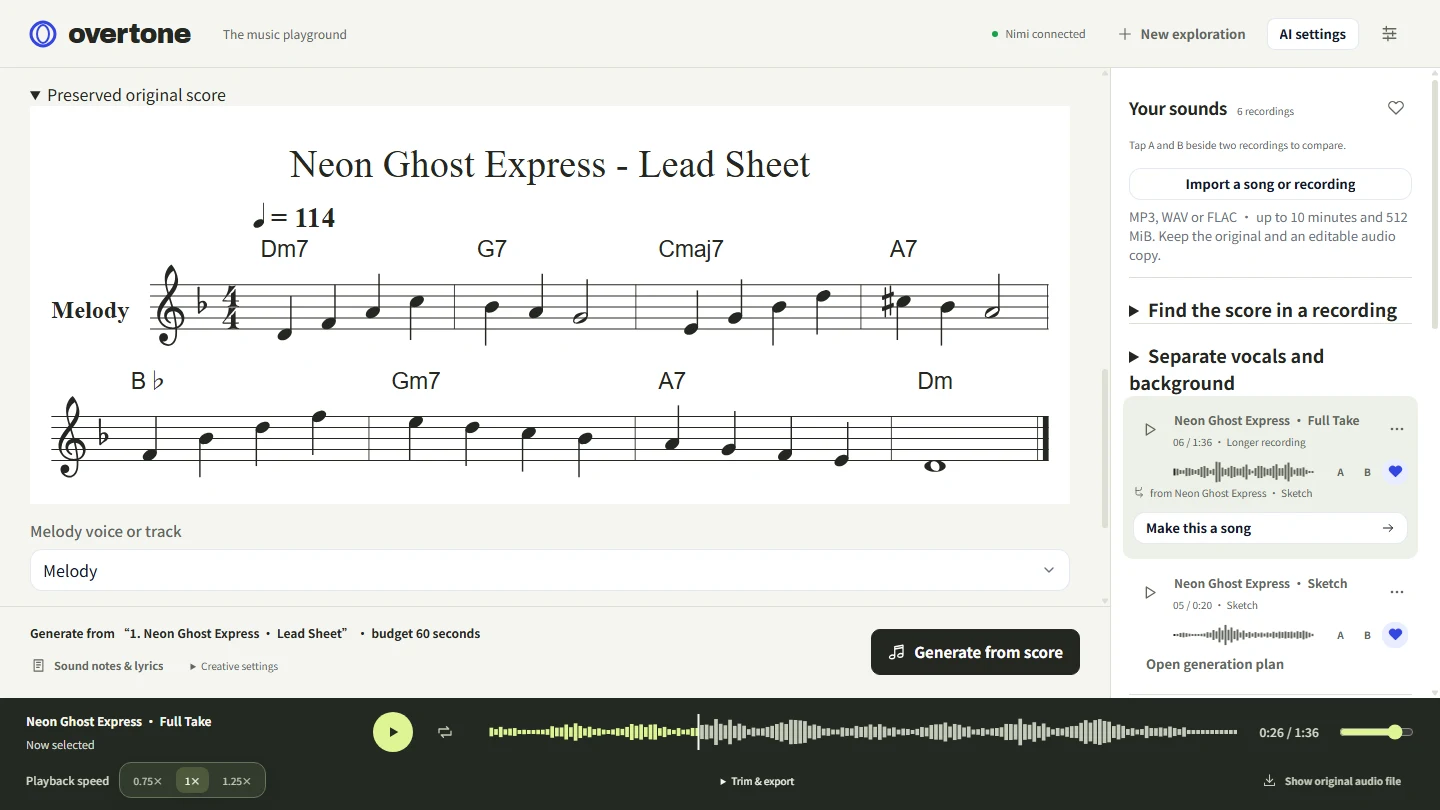 overtone
The music playground
Nimi connected
New exploration
AI settings
Preserved original score
Neon Ghost Express - Lead Sheet
= 114
Dm7 G7 Cmaj7 A7
Melody
4
4
B♭ Gm7 A7 Dm
Melody voice or track
Melody
Generate from “1. Neon Ghost Express • Lead Sheet” • budget 60 seconds
Sound notes & lyrics
Creative settings
Generate from score
Your sounds 6 recordings
Tap A and B beside two recordings to compare.
Import a song or recording
MP3, WAV or FLAC • up to 10 minutes and 512
MiB. Keep the original and an editable audio
copy.
Find the score in a recording
Separate vocals and
background
Neon Ghost Express • Full Take
06 / 1:36 • Longer recording
A B
from Neon Ghost Express • Sketch
Make this a song
Neon Ghost Express • Sketch
05 / 0:20 • Sketch
A B
Open generation plan
Neon Ghost Express • Full Take
Now selected
0:26 / 1:36
Playback speed 0.75× 1× 1.25×
Trim & export
Show original audio file